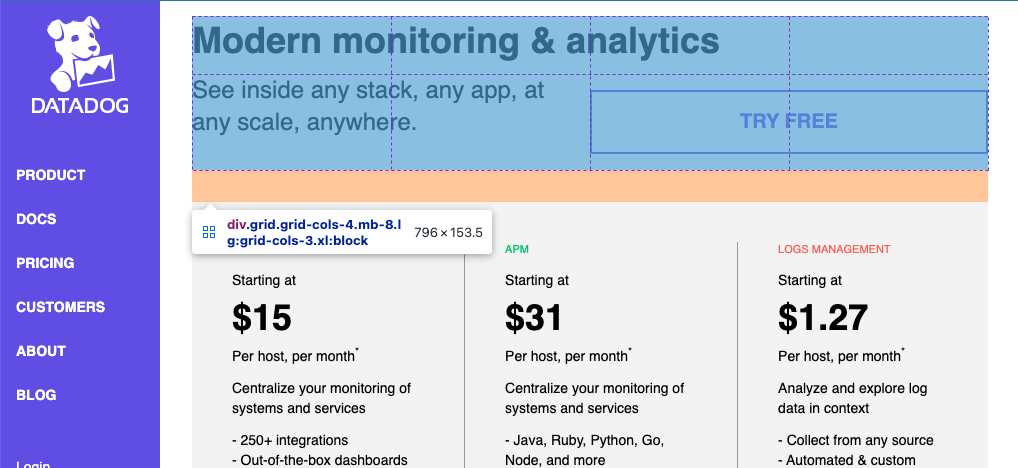 DATADOG
PRODUCT
DOCS
PRICING
CUSTOMERS
ABOUT
BLOG
Login
Modern monitoring & analytics
See inside any stack, any app, at
any scale, anywhere.
TRY FREE
div.grid.grid-cols-4.mb-8.l
g:grid-cols-3.xl:block
796 × 153.5
Starting at
$15
Per host, per month*
Centralize your monitoring of
systems and services
- 250+ integrations
- Out-of-the-box dashboards
APM
Starting at
$31
Per host, per month*
Centralize your monitoring of
systems and services
- Java, Ruby, Python, Go,
Node, and more
LOGS MANAGEMENT
Starting at
$1.27
Per host, per month*
Analyze and explore log
data in context
- Collect from any source
- Automated & custom